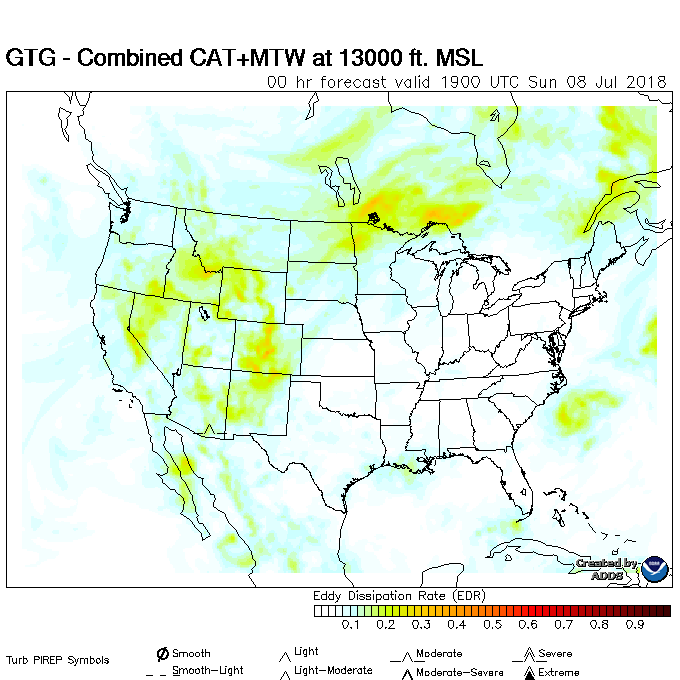 GTG - Combined CAT+MTW at 13000 ft. MSL
00 hr forecast valid 1900 UTC Sun 08 Jul 2018
Created by
ADDS
Eddy Dissipation Rate (EDR)
0.1 0.2 0.3 0.4 0.5 0.6 0.7 0.8 0.9
Turb PIREP Symbols
Smooth Light Moderate Severe
Smooth-Light Light-Moderate Moderate-Severe Extreme